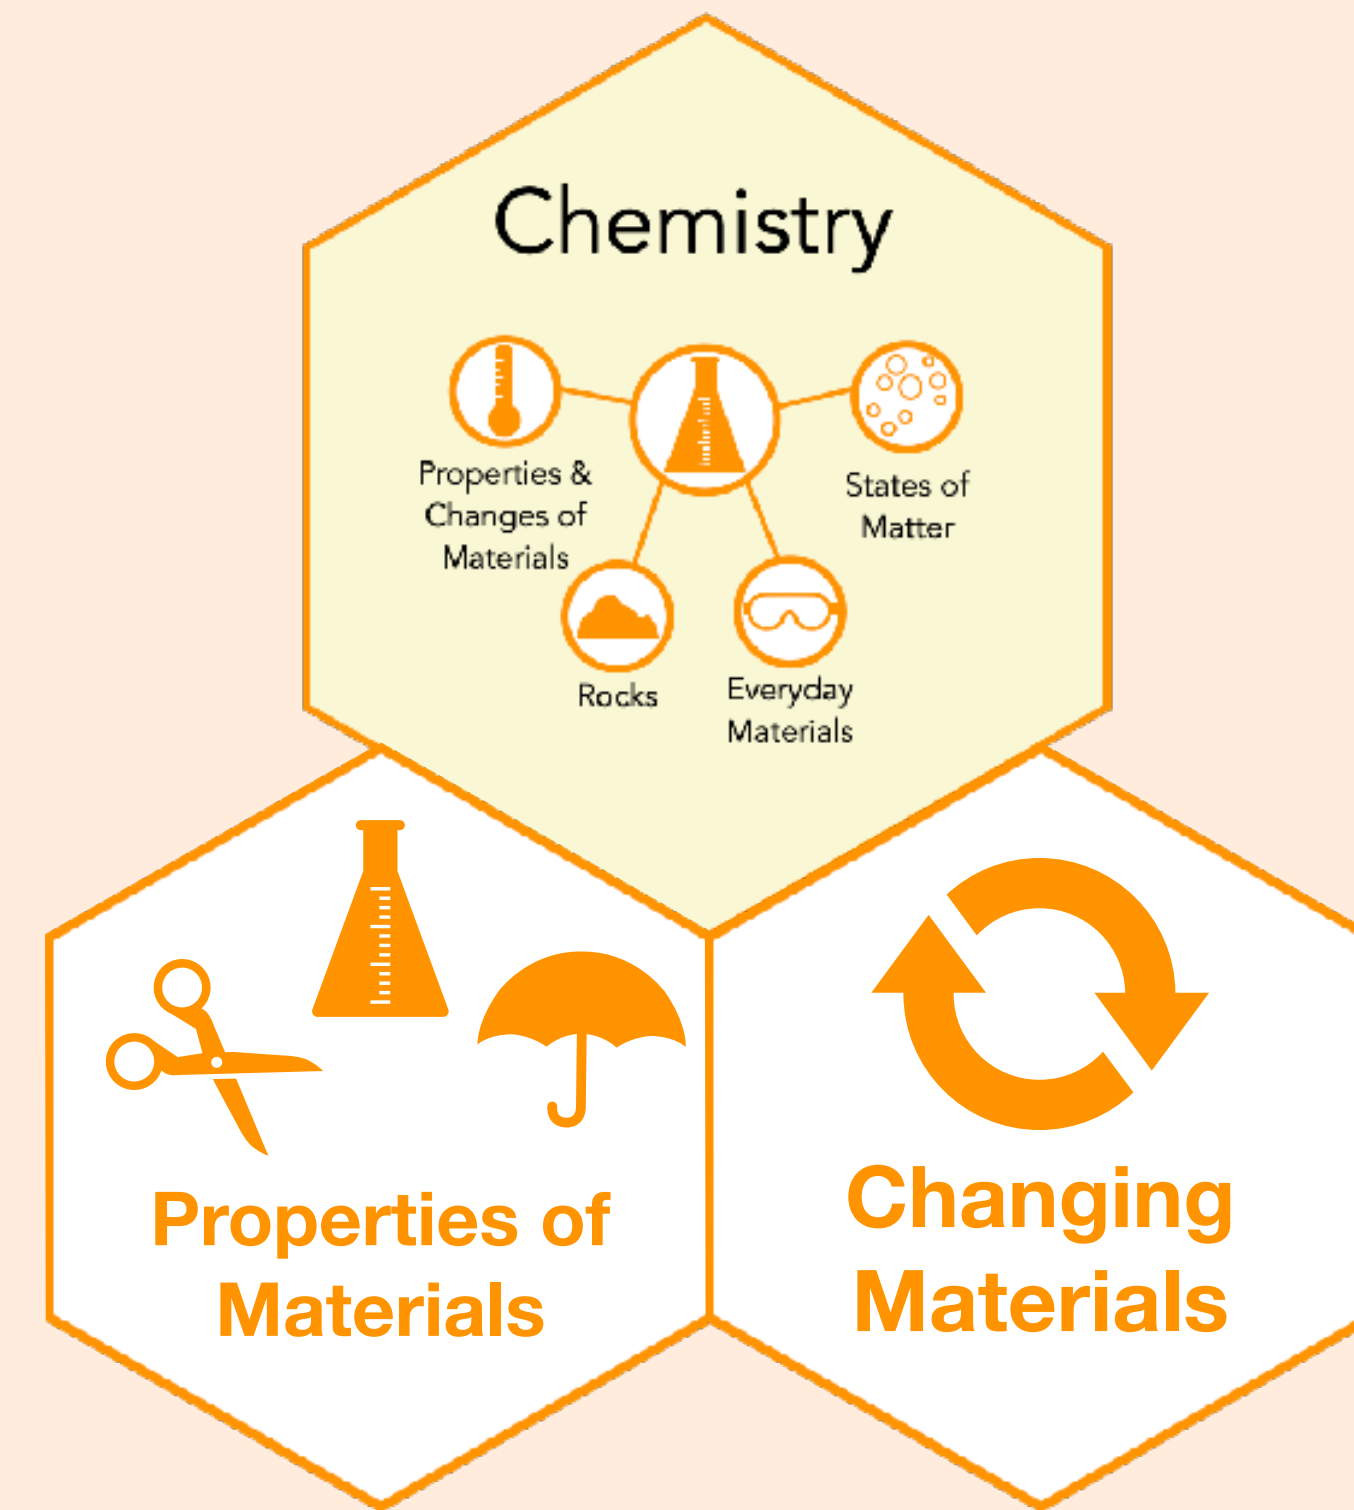 Chemistry
Properties &
Changes of
Materials
States of
Matter
Rocks
Everyday
Materials
Properties of
Materials
Changing
Materials